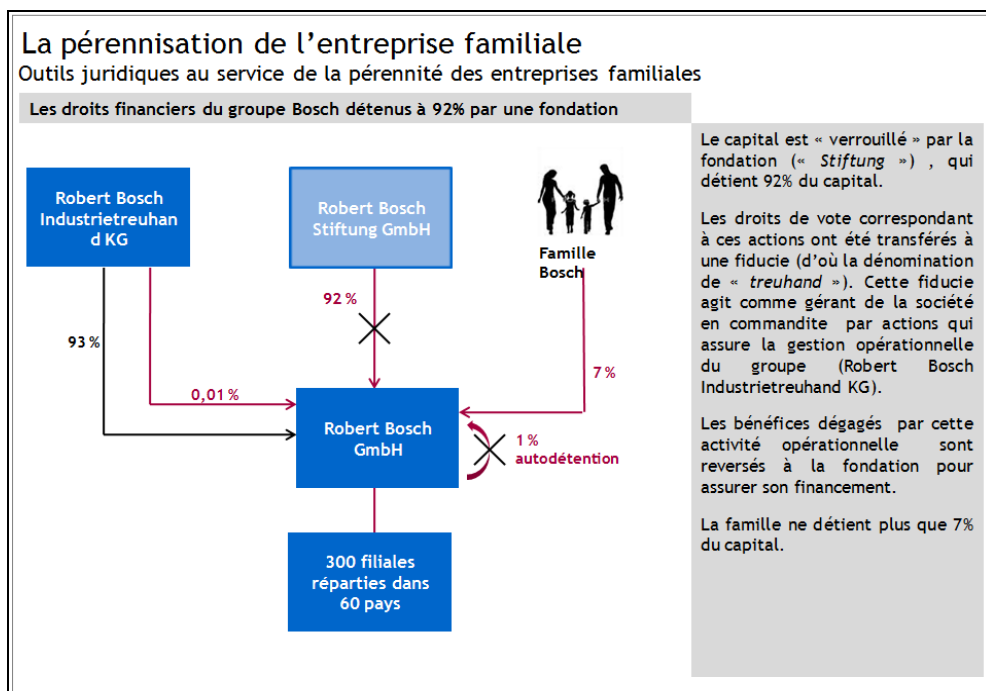 La pérennisation de l'entreprise familiale
Outils juridiques au service de la pérennité des entreprises familiales
Les droits financiers du groupe Bosch détenus à 92% par une fondation
Robert Bosch
Industrietreuhan
d KG
Robert Bosch
Stiftung GmbH
Famille
Bosch
92 %
93 %
7 %
0,01 %
Robert Bosch
GmbH
1 %
autodétention
300 filiales
réparties dans
60 pays
Le capital est « verrouillé » par la
fondation (« Stiftung ») , qui
détient 92% du capital.
Les droits de vote correspondant
à ces actions ont été transférés à
une fiducie (d'où la dénomination
de « treuhand »). Cette fiducie
agit comme gérant de la société
en commandite par actions qui
assure la gestion opérationnelle
du groupe (Robert Bosch
Industrietreuhand KG).
Les bénéfices dégagés par cette
activité opérationnelle sont
reversés à la fondation pour
assurer son financement.
La famille ne détient plus que 7%
du capital.